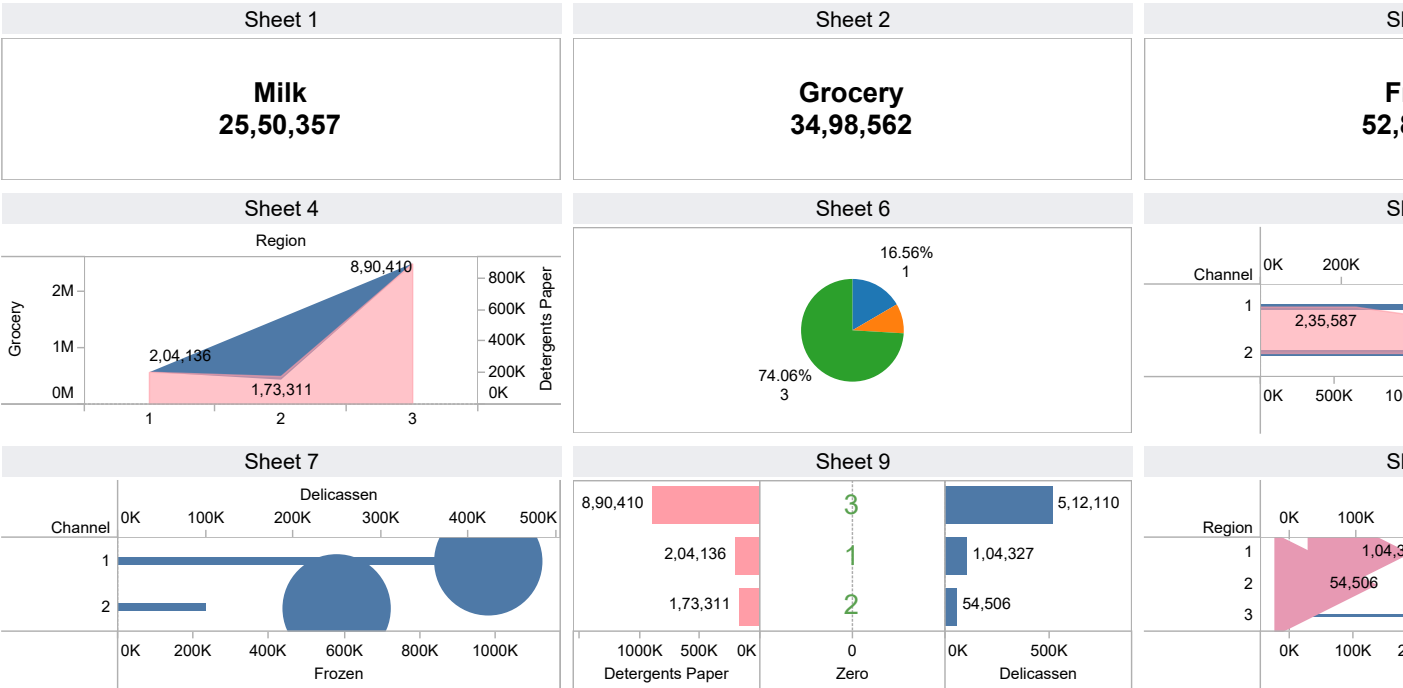 Sheet 1
Sheet 2
Milk
25,50,357
Grocery
34,98,562
Sheet 4
Sheet 6
Region
8,90,410
2,04,136
1,73,311
Grocery
2M
1M
0M
800K
600K
400K
200K
0K
Detergents Paper
1 2 3
16.56%
1
74.06%
3
Channel
0K 200K
1
2,35,587
2
0K 500K
Sheet 7
Sheet 9
Delicassen
Channel
0K 100K 200K 300K 400K 500K
1
2
0K 200K 400K 600K 800K 1000K
Frozen
8,90,410 3 5,12,110
2,04,136 1 1,04,327
1,73,311 2 54,506
1000K 500K 0K 0 0K 500K
Detergents Paper Zero Delicassen
Region
0K 100K
1
2
54,506
3
0K 100K